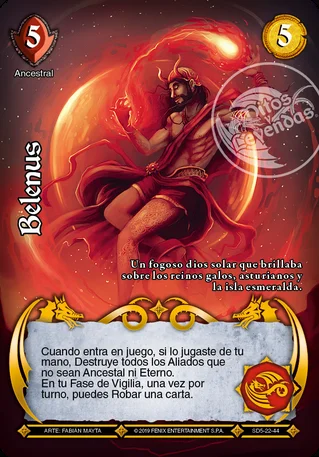 5
5
Ancestral
Mitos
y
Leyendas
Belenus
Un fogoso dios solar que brillaba
sobre los reinos galos, asturianos y
la isla esmeralda.
Cuando entra en juego, si lo jugaste de tu
mano, Destruye todos los Aliados que
no sean Ancestal ni Eterno.
En tu Fase de Vigilia, una vez por
turno, puedes Robar una carta.
ARTE: FABIÁN MAYTA.
©2019 FENIX ENTERTAINMENT S.P.A.
SD5-22-44